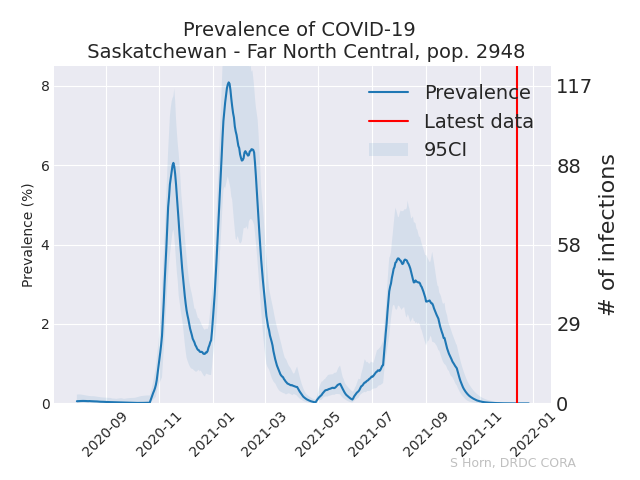 Prevalence of COVID-19
Saskatchewan - Far North Central, pop. 2948
Prevalence
Latest data
95CI
Prevalence (%)
8
6
4
2
0
117
88
58
29
0
# of infections
2020-09
2020-11
2021-01
2021-03
2021-05
2021-07
2021-09
2021-11
2022-01
S Horn, DRDC CORA